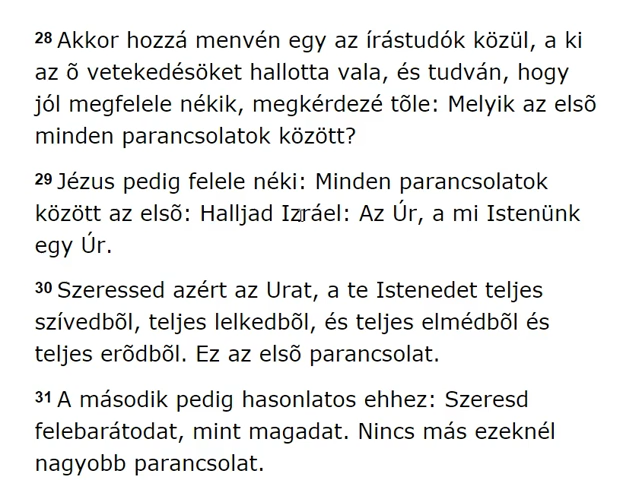 28 Akkor hozzá menvén egy az írástudók közül, a ki
az õ vetekedésöket hallotta vala, és tudván, hogy
jól megfelele nékik, megkérdezé tõle: Melyik az elsõ
minden parancsolatok között?
29 Jézus pedig felele néki: Minden parancsolatok
között az elsõ: Halljad Izráel: Az Úr, a mi Istenünk
egy Úr.
30 Szeressed azért az Urat, a te Istenedet teljes
szívedbõl, teljes lelkedbõl, és teljes elmédbõl és
teljes erõdbõl. Ez az elsõ parancsolat.
31 A második pedig hasonlatos ehhez: Szeresd
felebarátodat, mint magadat. Nincs más ezeknél
nagyobb parancsolat.